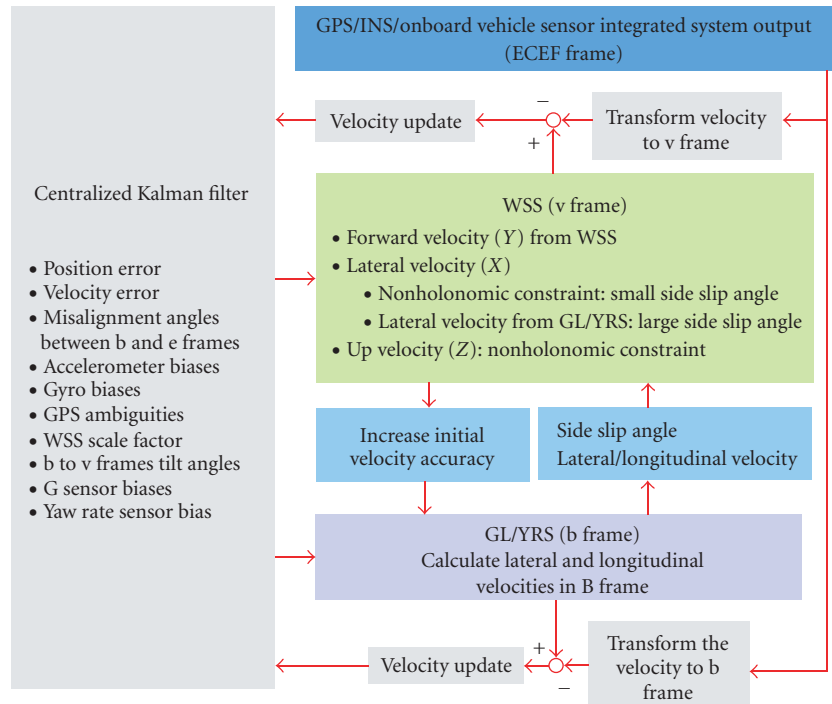 GPS/INS/onboard vehicle sensor integrated system output
(ECEF frame)
−
Velocity update
+
Transform velocity
to v frame
Centralized Kalman filter
• Position error
• Velocity error
• Misalignment angles
between b and e frames
• Accelerometer biases
• Gyro biases
• GPS ambiguities
• WSS scale factor
• b to v frames tilt angles
• G sensor biases
• Yaw rate sensor bias
WSS (v frame)
• Forward velocity (Y) from WSS
• Lateral velocity (X)
• Nonholonomic constraint: small side slip angle
• Lateral velocity from GL/YRS: large side slip angle
• Up velocity (Z): nonholonomic constraint
Increase initial
velocity accuracy
Side slip angle
Lateral/longitudinal velocity
GL/YRS (b frame)
Calculate lateral and longitudinal
velocities in B frame
+
Velocity update
−
Transform the
velocity to b
frame